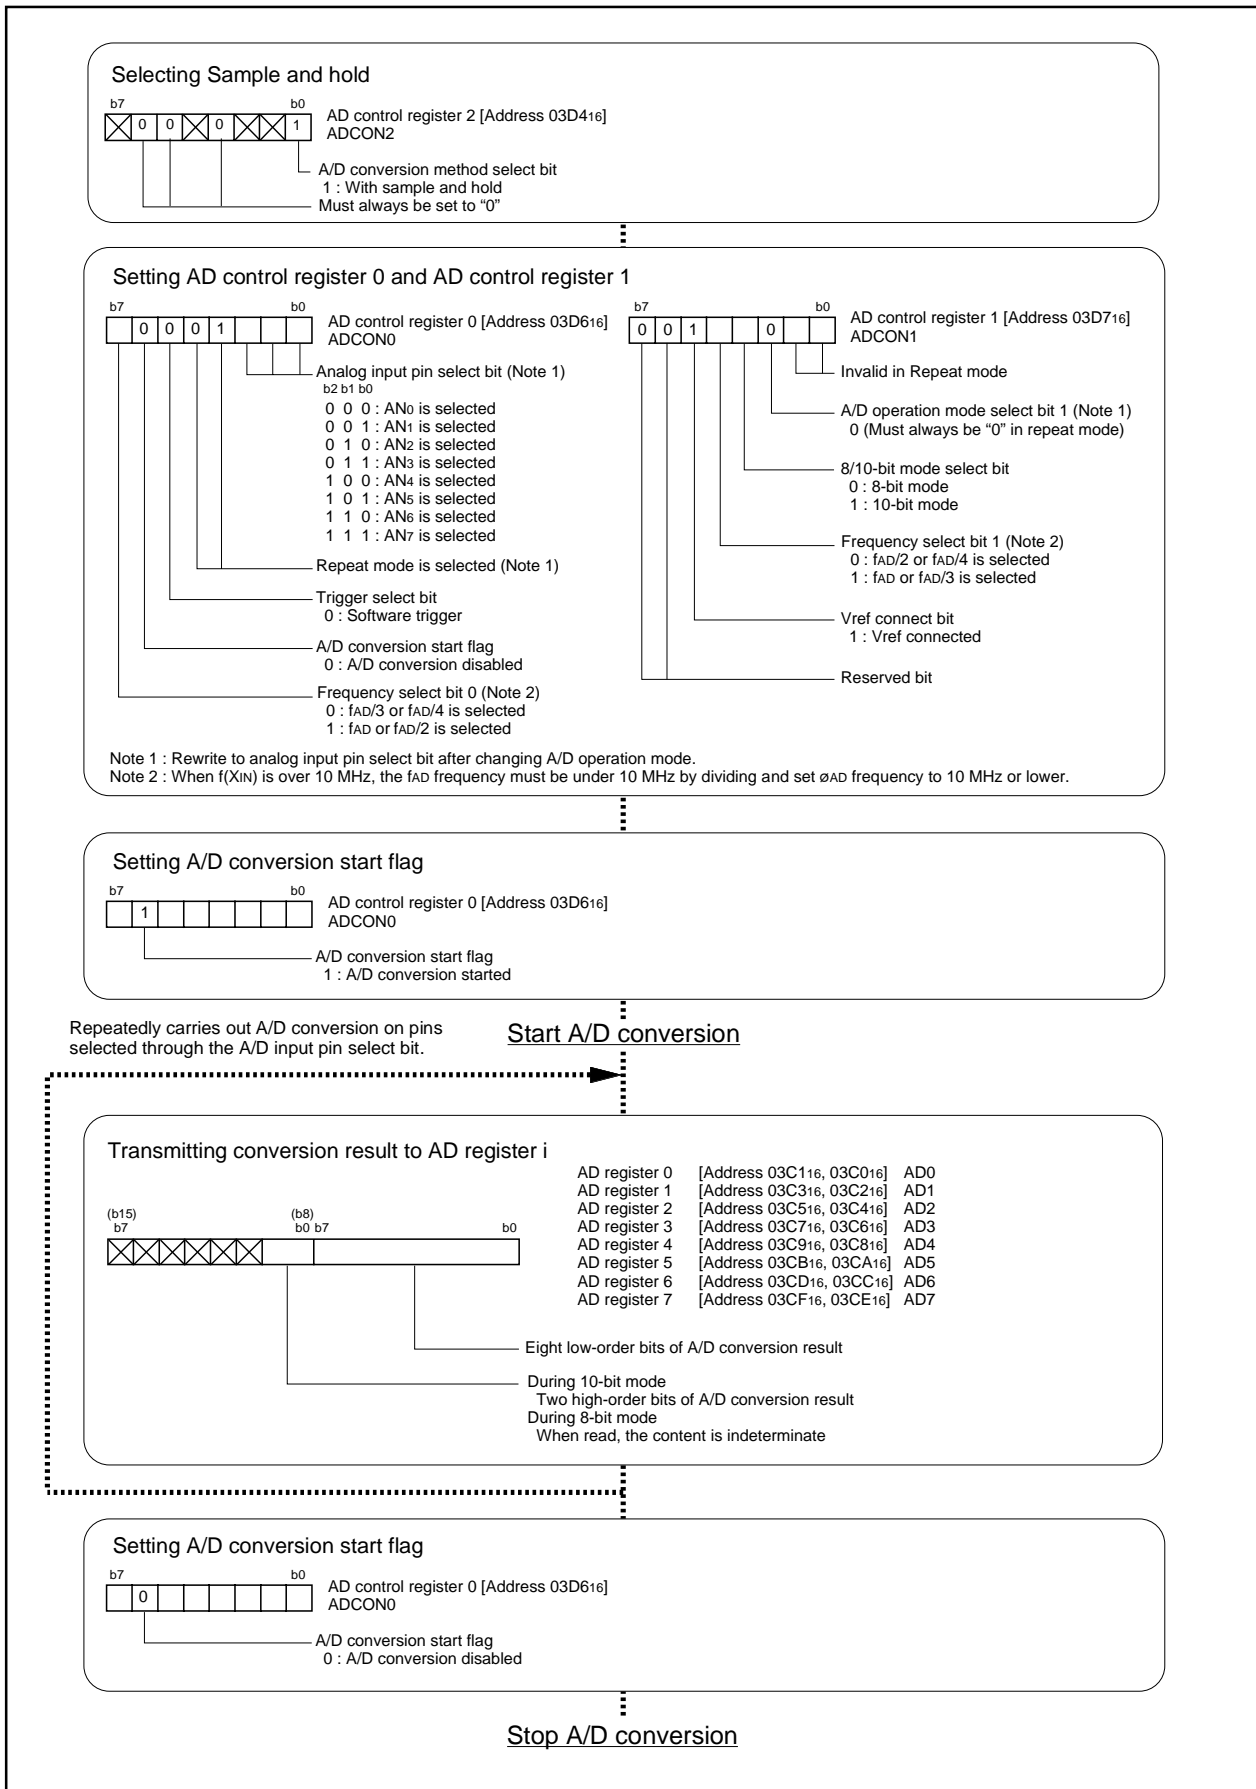 Selecting Sample and hold
b7 b0
0 0 0 1
AD control register 2 [Address 03D416]
ADCON2
A/D conversion method select bit
1 : With sample and hold
Must always be set to “0”
Setting AD control register 0 and AD control register 1
b7 b0
0 0 0 1
AD control register 0 [Address 03D616]
ADCON0
Analog input pin select bit (Note 1)
b2 b1 b0
0 0 0 : AN0 is selected
0 0 1 : AN1 is selected
0 1 0 : AN2 is selected
0 1 1 : AN3 is selected
1 0 0 : AN4 is selected
1 0 1 : AN5 is selected
1 1 0 : AN6 is selected
1 1 1 : AN7 is selected
Repeat mode is selected (Note 1)
Trigger select bit
0 : Software trigger
A/D conversion start flag
0 : A/D conversion disabled
Frequency select bit 0 (Note 2)
0 : fAD/3 or fAD/4 is selected
1 : fAD or fAD/2 is selected
b7 b0
0 0 1 0
AD control register 1 [Address 03D716]
ADCON1
Invalid in Repeat mode
A/D operation mode select bit 1 (Note 1)
0 (Must always be “0” in repeat mode)
8/10-bit mode select bit
0 : 8-bit mode
1 : 10-bit mode
Frequency select bit 1 (Note 2)
0 : fAD/2 or fAD/4 is selected
1 : fAD or fAD/3 is selected
Vref connect bit
1 : Vref connected
Reserved bit
Note 1 : Rewrite to analog input pin select bit after changing A/D operation mode.
Note 2 : When f(XIN) is over 10 MHz, the fAD frequency must be under 10 MHz by dividing and set øAD frequency to 10 MHz or lower.
Setting A/D conversion start flag
b7 b0
1
AD control register 0 [Address 03D616]
ADCON0
A/D conversion start flag
1 : A/D conversion started
Repeatedly carries out A/D conversion on pins
selected through the A/D input pin select bit.
Start A/D conversion
Transmitting conversion result to AD register i
(b15) (b8)
b7 b0 b7 b0
AD register 0 [Address 03C116, 03C016] AD0
AD register 1 [Address 03C316, 03C216] AD1
AD register 2 [Address 03C516, 03C416] AD2
AD register 3 [Address 03C716, 03C616] AD3
AD register 4 [Address 03C916, 03C816] AD4
AD register 5 [Address 03CB16, 03CA16] AD5
AD register 6 [Address 03CD16, 03CC16] AD6
AD register 7 [Address 03CF16, 03CE16] AD7
Eight low-order bits of A/D conversion result
During 10-bit mode
Two high-order bits of A/D conversion result
During 8-bit mode
When read, the content is indeterminate
Setting A/D conversion start flag
b7 b0
0
AD control register 0 [Address 03D616]
ADCON0
A/D conversion start flag
0 : A/D conversion disabled
Stop A/D conversion